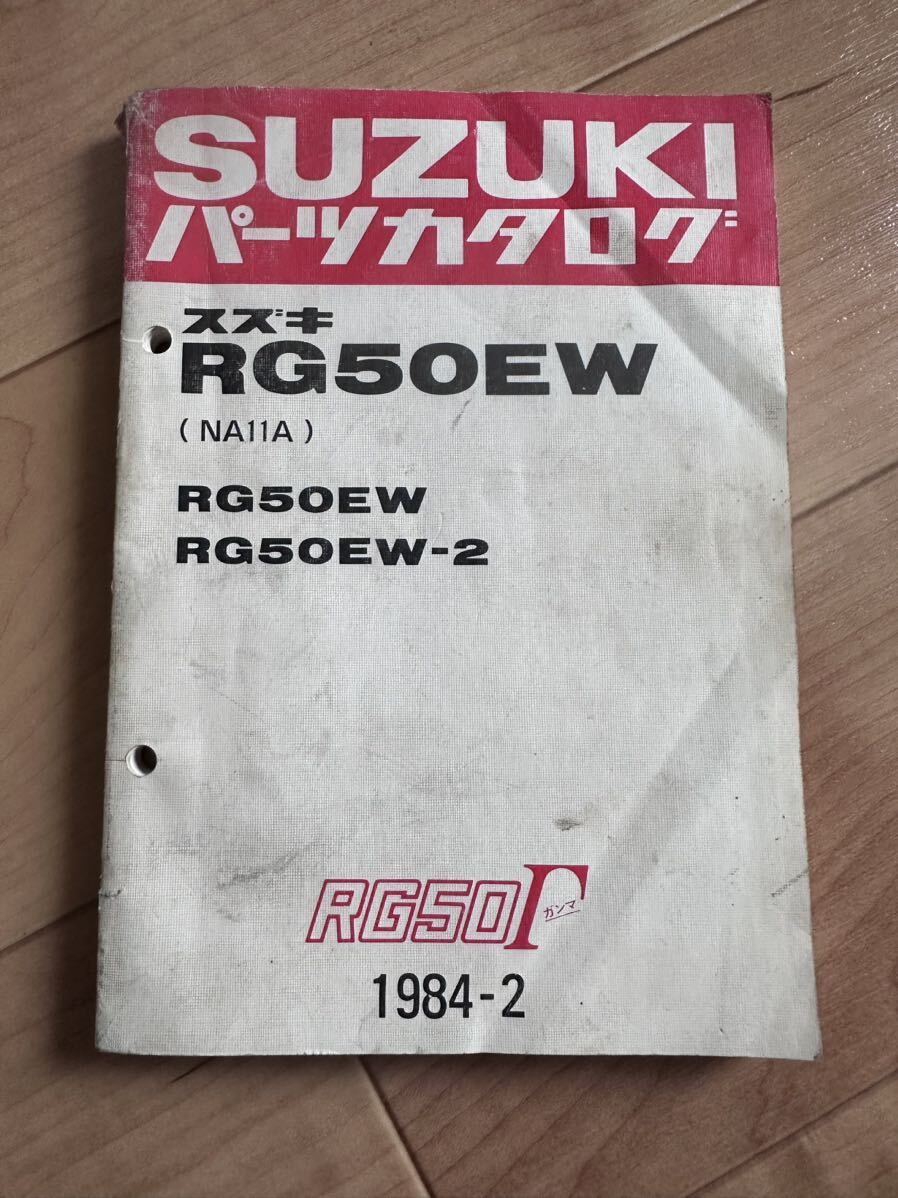 SUZUKI
パーツカタログ
スズキ
RG50EW
(NA11A)
RG50EW
RG50EW-2
RG50Γ ガンマ
1984-2